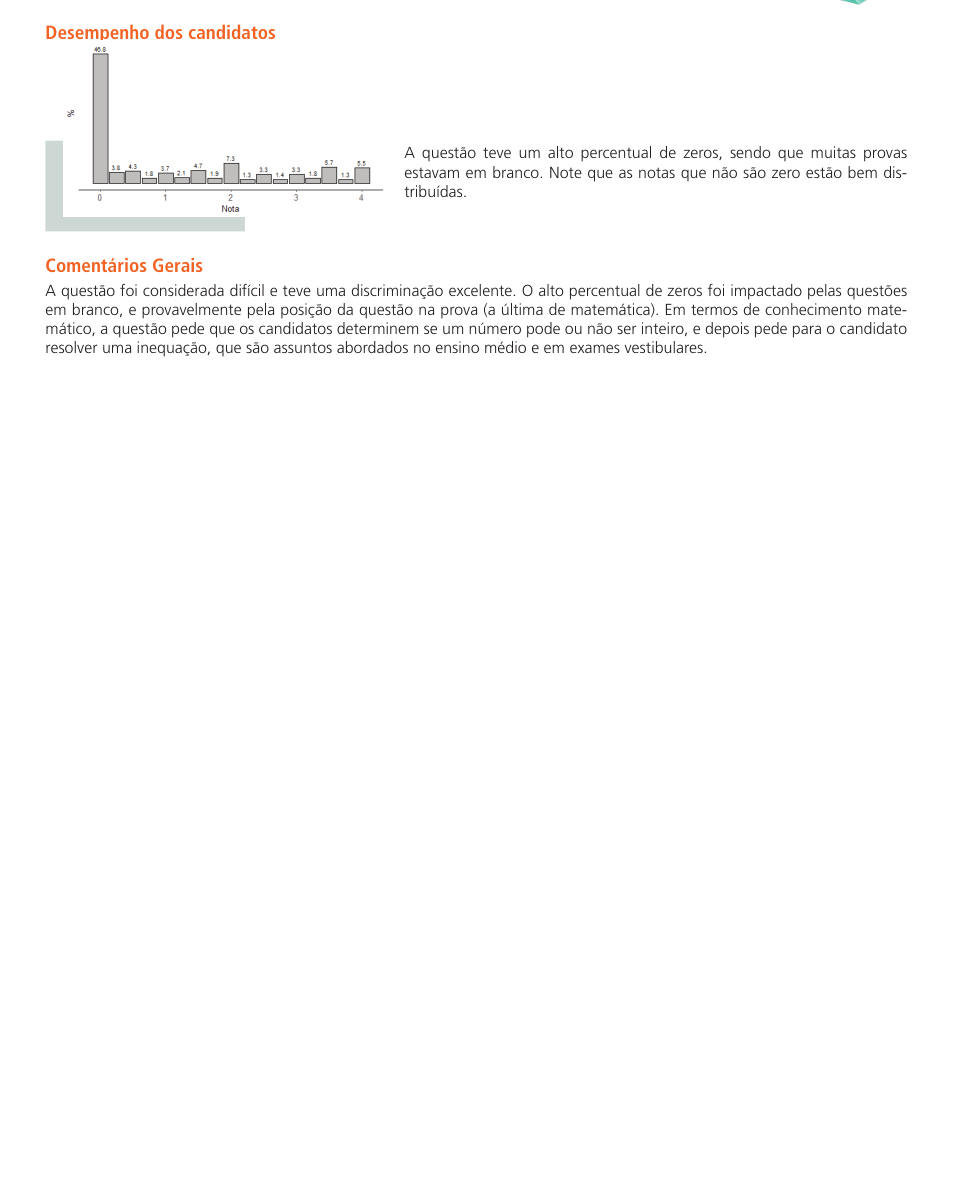 Desempenho dos candidatos
46.8
%
3.8 4.3 1.8 3.7 2.1 4.7 1.9 7.3 1.3 3.3 1.4 3.3 1.8 5.7 1.3 5.5
0 1 2 3 4
Nota
A questão teve um alto percentual de zeros, sendo que muitas provas
estavam em branco. Note que as notas que não são zero estão bem dis-
tribuídas.
Comentários Gerais
A questão foi considerada difícil e teve uma discriminação excelente. O alto percentual de zeros foi impactado pelas questões
em branco, e provavelmente pela posição da questão na prova (a última de matemática). Em termos de conhecimento mate-
mático, a questão pede que os candidatos determinem se um número pode ou não ser inteiro, e depois pede para o candidato
resolver uma inequação, que são assuntos abordados no ensino médio e em exames vestibulares.